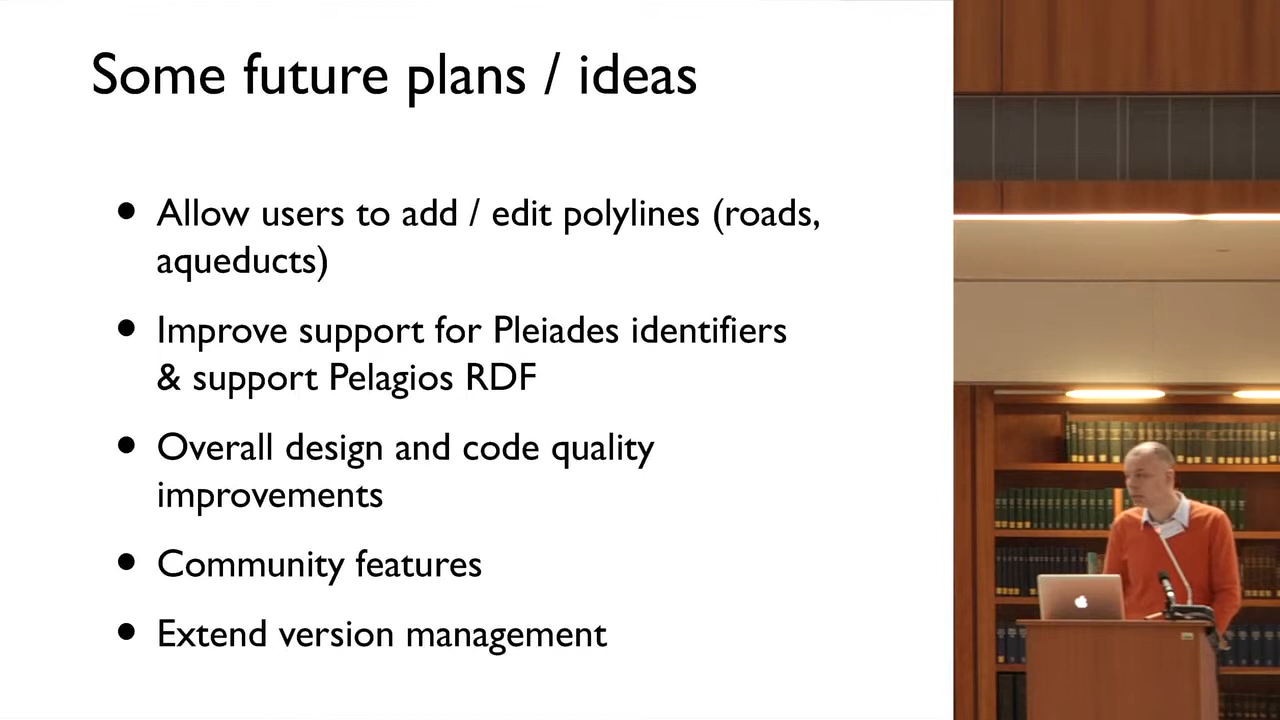 Some future plans / ideas
• Allow users to add / edit polylines (roads,
aqueducts)
• Improve support for Pleiades identifiers
& support Pelagios RDF
• Overall design and code quality
improvements
• Community features
• Extend version management